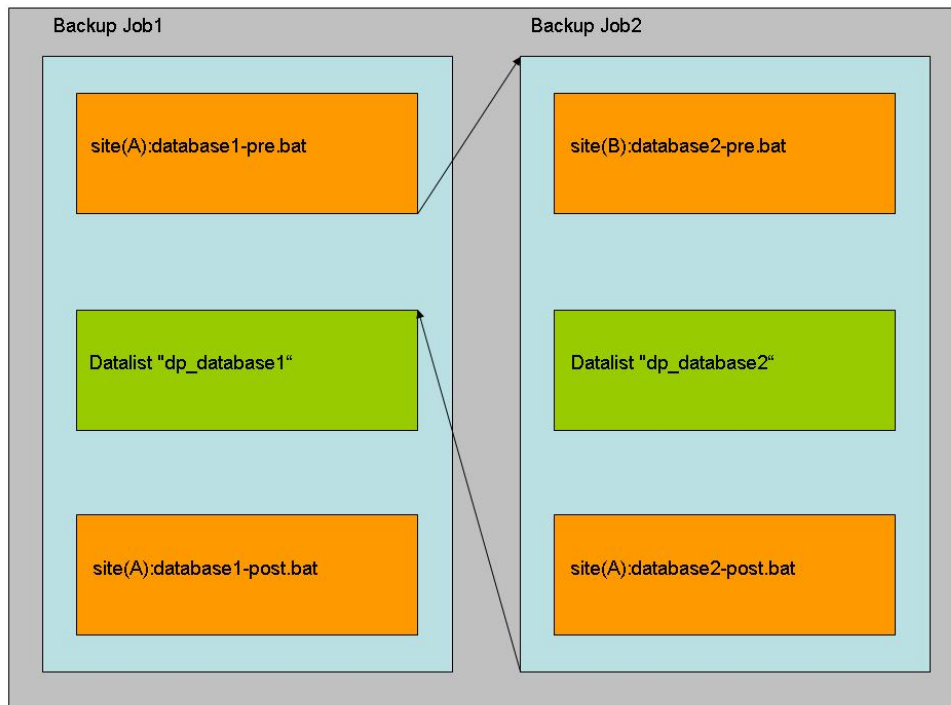 Backup Job1
Backup Job2
site(A):database1-pre.bat
site(B):database2-pre.bat
Datalist "dp_database1“
Datalist "dp_database2“
site(A):database1-post.bat
site(A):database2-post.bat